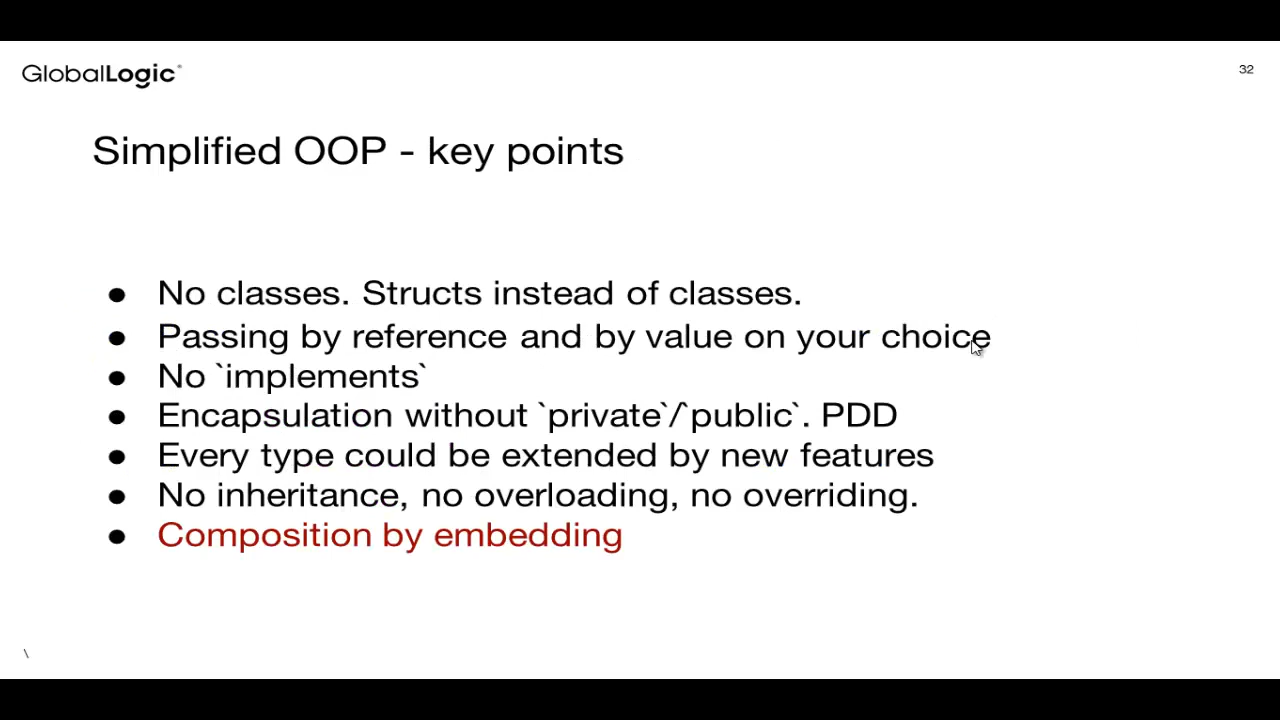 GlobalLogic
32
Simplified OOP - key points
● No classes. Structs instead of classes.
● Passing by reference and by value on your choice
● No `implements`
● Encapsulation without `private`/`public`. PDD
● Every type could be extended by new features
● No inheritance, no overloading, no overriding.
● Composition by embedding
\